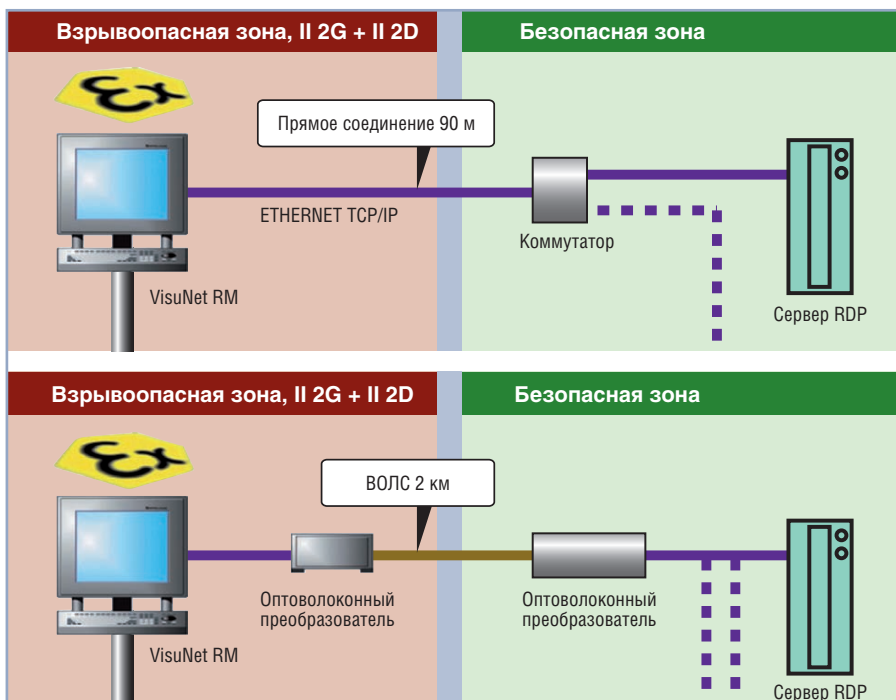 Взрывоопасная зона, II 2G + II 2D
Безопасная зона
Ex
Прямое соединение 90 м
ETHERNET TCP/IP
Коммутатор
VisuNet RM
Сервер RDP
Взрывоопасная зона, II 2G + II 2D
Безопасная зона
Ex
ВОЛС 2 км
Оптоволоконный
преобразователь
Оптоволоконный
преобразователь
VisuNet RM
Сервер RDP